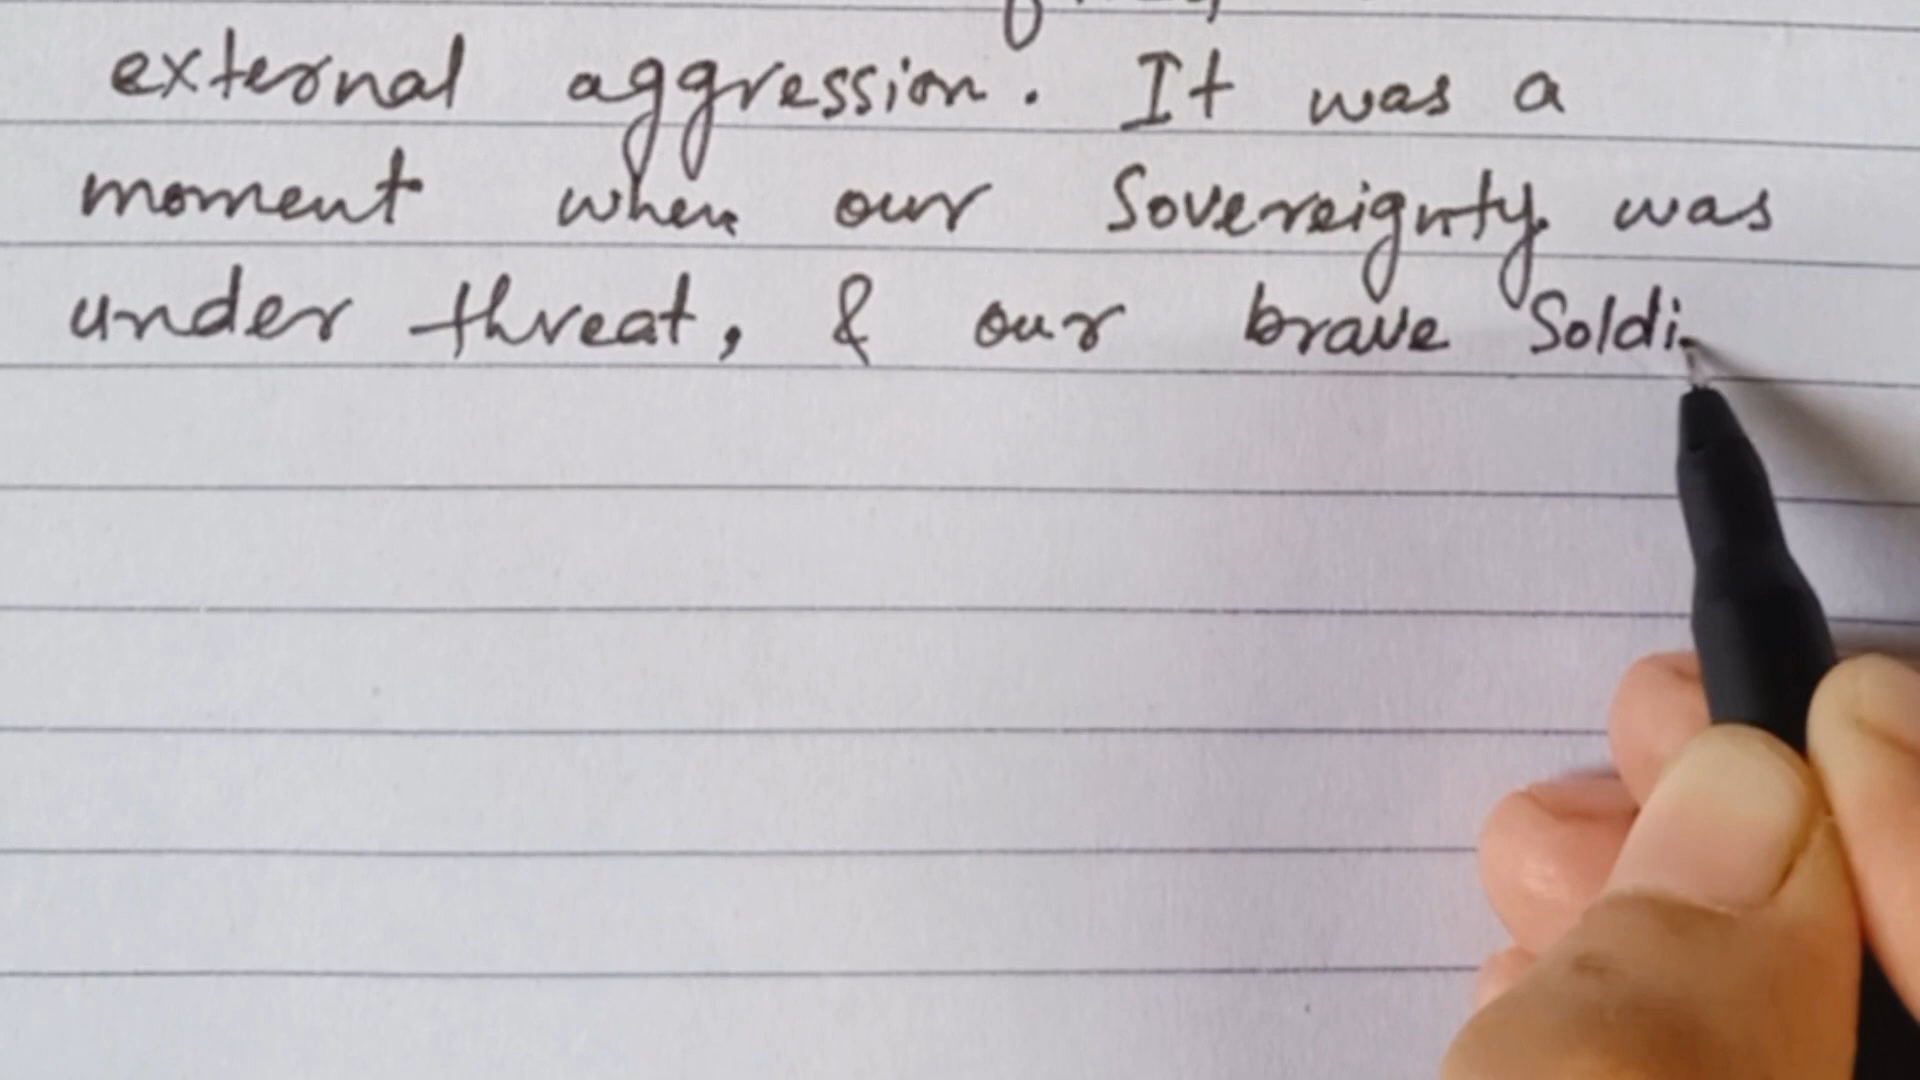 external aggression. It was a
moment when our Sovereignty was
under threat, & our brave Soldi